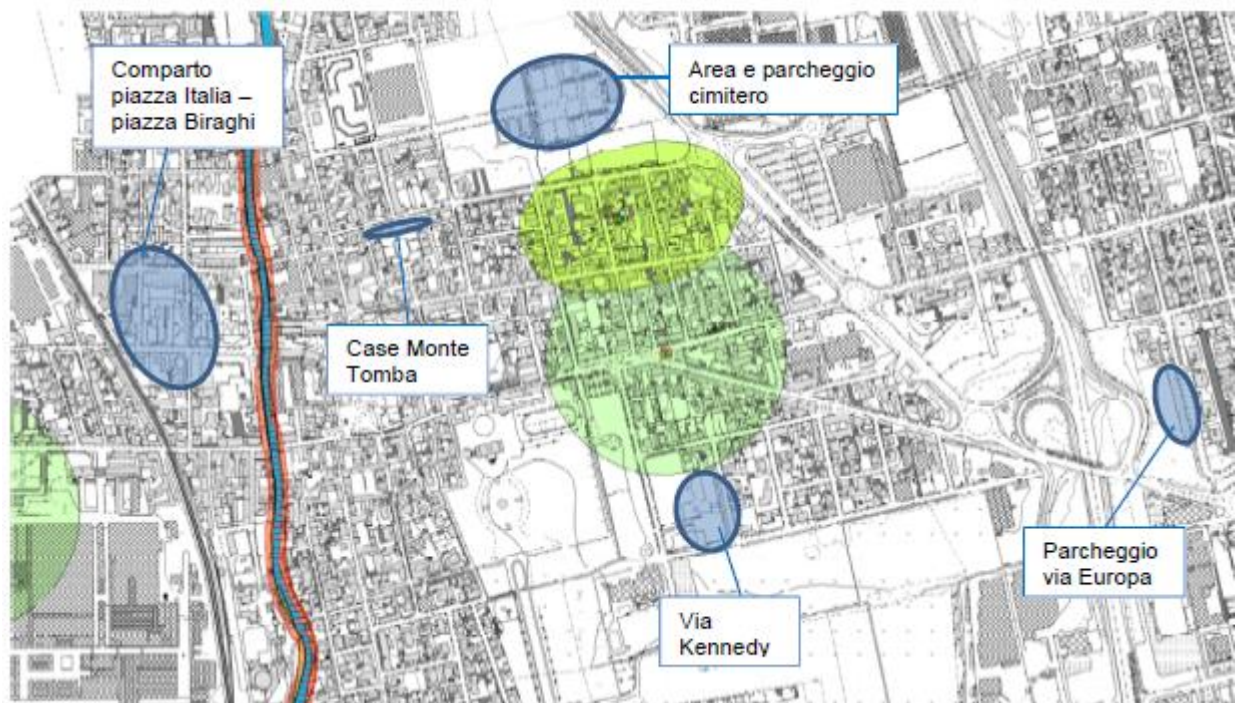 Comparto
piazza Italia –
piazza Biraghi
Area e parcheggio
cimitero
Case Monte
Tomba
Parcheggio
via Europa
Via
Kennedy